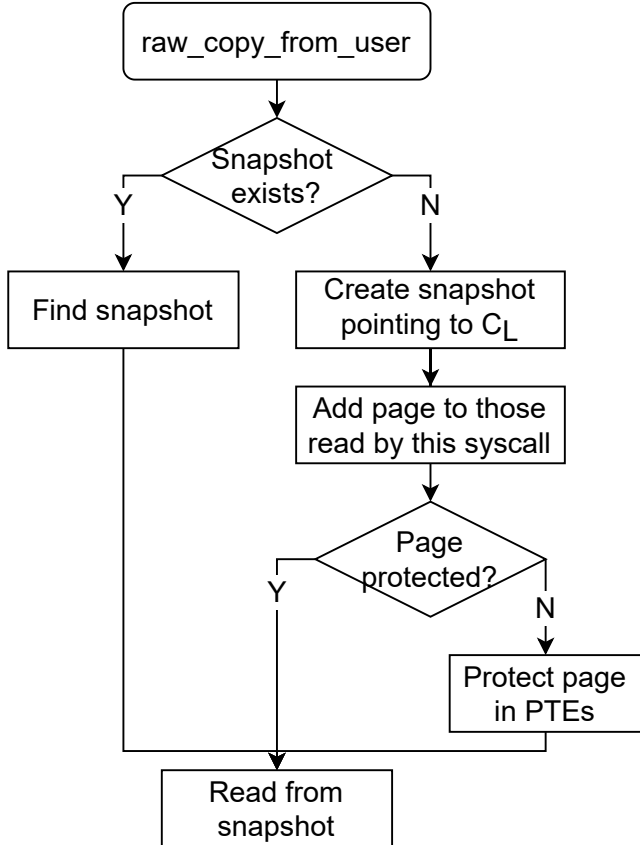 raw_copy_from_user
Snapshot
exists?
Y
N
Find snapshot
Create snapshot
pointing to C_L
Add page to those
read by this syscall
Page
protected?
Y
N
Protect page
in PTEs
Read from
snapshot